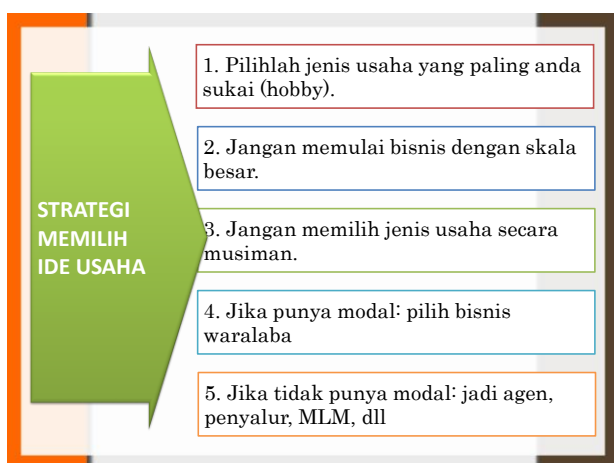 STRATEGI
MEMILIH
IDE USAHA
1. Pilihlah jenis usaha yang paling anda
sukai (hobby).
2. Jangan memulai bisnis dengan skala
besar.
3. Jangan memilih jenis usaha secara
musiman.
4. Jika punya modal: pilih bisnis
waralaba
5. Jika tidak punya modal: jadi agen,
penyalur, MLM, dll